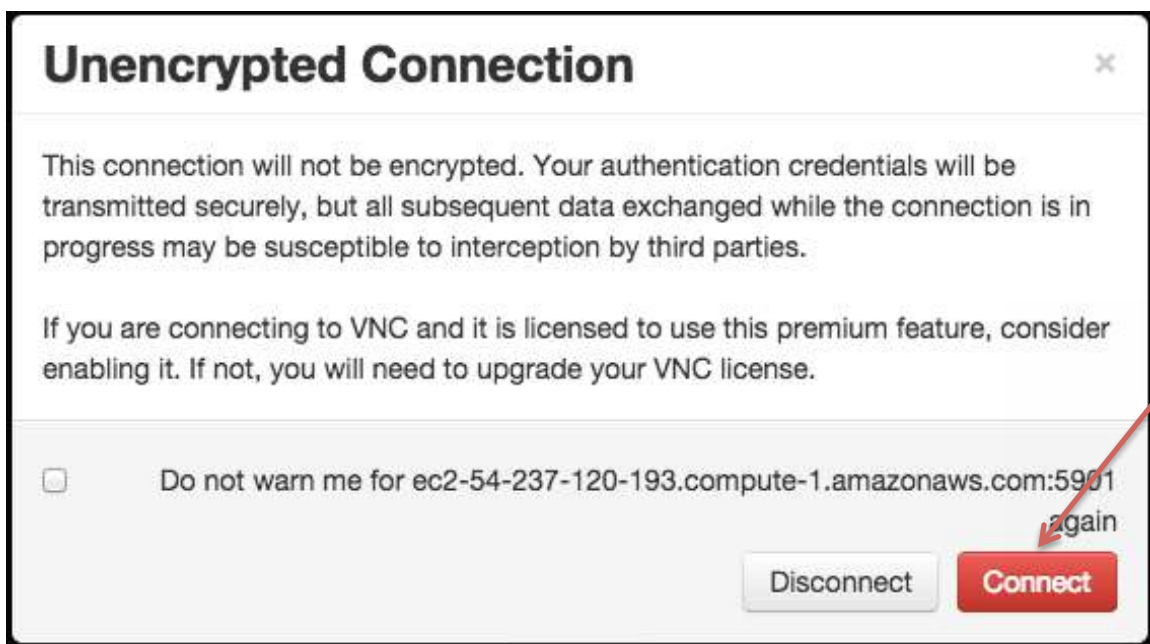 Unencrypted Connection ×
This connection will not be encrypted. Your authentication credentials will be
transmitted securely, but all subsequent data exchanged while the connection is in
progress may be susceptible to interception by third parties.
If you are connecting to VNC and it is licensed to use this premium feature, consider
enabling it. If not, you will need to upgrade your VNC license.
Do not warn me for ec2-54-237-120-193.compute-1.amazonaws.com:5901
again
Disconnect Connect